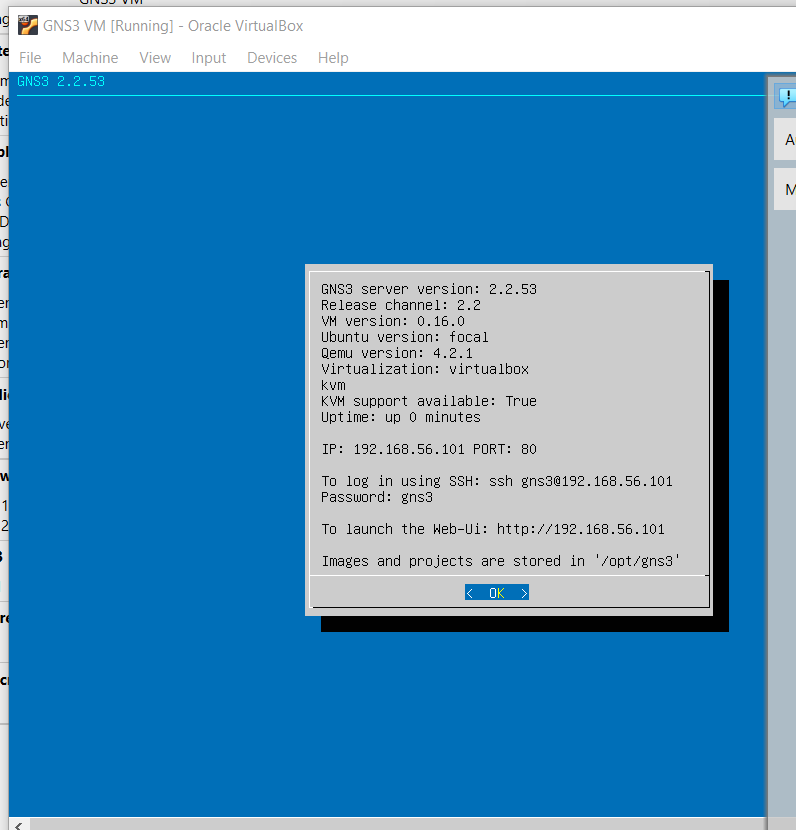 GNS3 VM
GNS3 VM [Running] - Oracle VirtualBox
File Machine View Input Devices Help
GNS3 2.2.53
GNS3 server version: 2.2.53
Release channel: 2.2
VM version: 0.16.0
Ubuntu version: focal
Qemu version: 4.2.1
Virtualization: virtualbox
kvm
KVM support available: True
Uptime: up 0 minutes
IP: 192.168.56.101 PORT: 80
To log in using SSH: ssh gns3@192.168.56.101
Password: gns3
To launch the Web-Ui: http://192.168.56.101
Images and projects are stored in '/opt/gns3'
< OK >